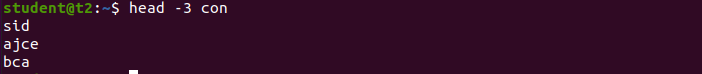 student@t2:~$ head -3 con
sid
ajce
bca